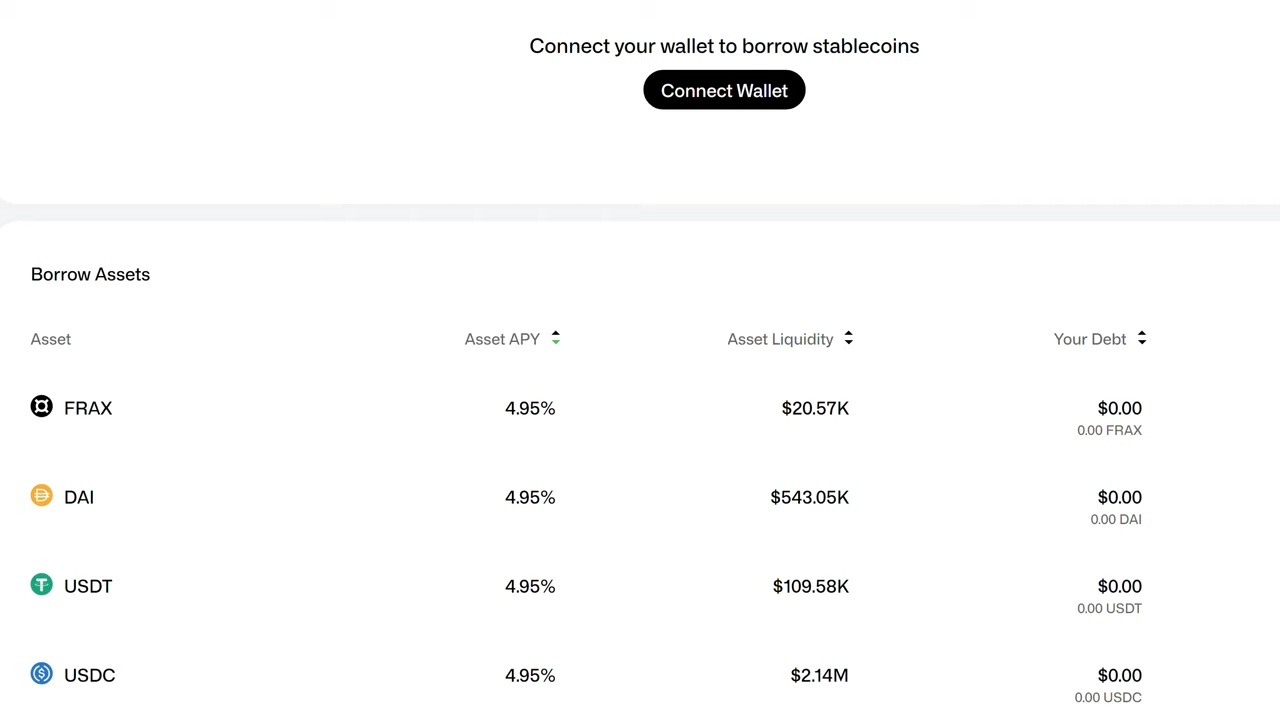 Connect your wallet to borrow stablecoins
Connect Wallet
Borrow Assets
Asset Asset APY Asset Liquidity Your Debt
FRAX 4.95% $20.57K $0.00
0.00 FRAX
DAI 4.95% $543.05K $0.00
0.00 DAI
USDT 4.95% $109.58K $0.00
0.00 USDT
USDC 4.95% $2.14M $0.00
0.00 USDC